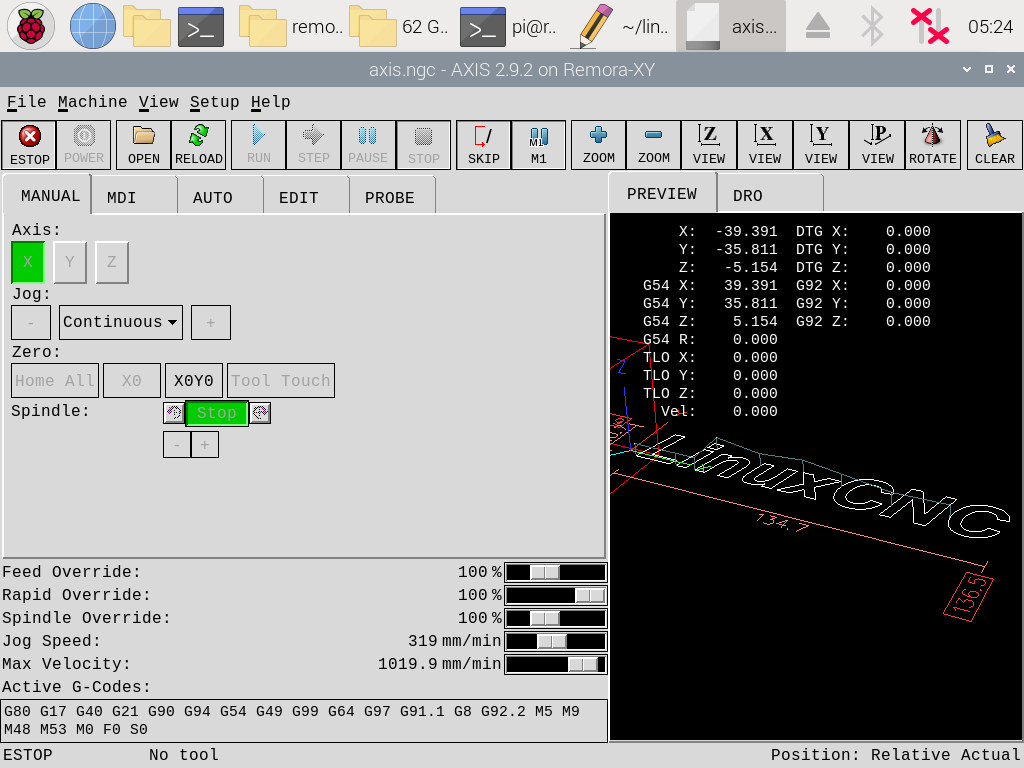 remo.. 62 G.. pi@r.. ~/lin.. axis... 05:24
axis.ngc - AXIS 2.9.2 on Remora-XY
File Machine View Setup Help
ESTOP POWER OPEN RELOAD RUN STEP PAUSE STOP SKIP M1 ZOOM ZOOM VIEW VIEW VIEW VIEW ROTATE CLEAR
MANUAL MDI AUTO EDIT PROBE
PREVIEW DRO
Axis:
X Y Z
Jog:
- Continuous +
Zero:
Home All X0 X0Y0 Tool Touch
Spindle: Stop
- +
X: -39.391 DTG X: 0.000
Y: -35.811 DTG Y: 0.000
Z: -5.154 DTG Z: 0.000
G54 X: 39.391 G92 X: 0.000
G54 Y: 35.811 G92 Y: 0.000
G54 Z: 5.154 G92 Z: 0.000
G54 R: 0.000
TLO X: 0.000
TLO Y: 0.000
TLO Z: 0.000
Vel: 0.000
Z
LinuxCNC
134.7
136.5
Feed Override: 100 %
Rapid Override: 100 %
Spindle Override: 100 %
Jog Speed: 319 mm/min
Max Velocity: 1019.9 mm/min
Active G-Codes:
G80 G17 G40 G21 G90 G94 G54 G49 G99 G64 G97 G91.1 G8 G92.2 M5 M9
M48 M53 M0 F0 S0
ESTOP No tool Position: Relative Actual